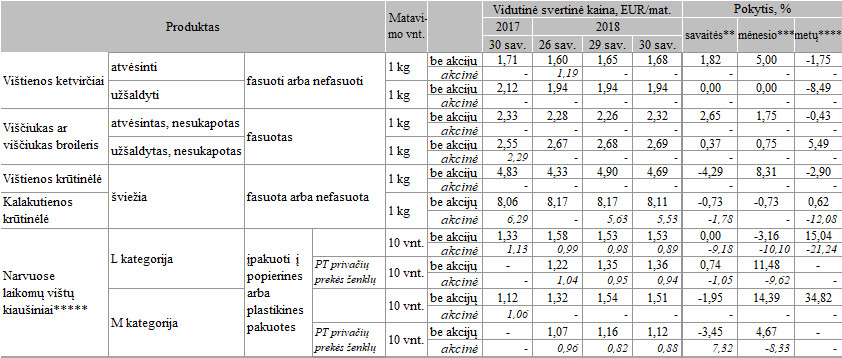 Produktas Matavi-mo vnt. Vidutinė svertinė kaina, EUR/mat. Pokytis, %
2017 2018 savaitės** mėnesio*** metų****
30 sav. 26 sav. 29 sav. 30 sav.
Vištienos ketvirčiai atvėsinti fasuoti arba nefasuoti 1 kg be akcijų 1,71 1,60 1,65 1,68 1,82 5,00 -1,75
akcinė - 1,19 - - - - -
užšaldyti 1 kg be akcijų 2,12 1,94 1,94 1,94 0,00 0,00 -8,49
akcinė - - - - - - -
Viščiukas ar viščiukas broileris atvėsintas, nesukapotas fasuotas 1 kg be akcijų 2,33 2,28 2,26 2,32 2,65 1,75 -0,43
akcinė - - - - - - -
užšaldytas, nesukapotas 1 kg be akcijų 2,55 2,67 2,68 2,69 0,37 0,75 5,49
akcinė 2,29 - - - - - -
Vištienos krūtinėlė šviežia fasuota arba nefasuota 1 kg be akcijų 4,83 4,33 4,90 4,69 -4,29 8,31 -2,90
akcinė - - - - - - -
Kalakutienos krūtinėlė 1 kg be akcijų 8,06 8,17 8,17 8,11 -0,73 -0,73 0,62
akcinė 6,29 - 5,63 5,53 -1,78 - -12,08
Narvuose laikomų vištų kiaušiniai***** L kategorija įpakuoti į popierines arba plastikines pakuotes 10 vnt. be akcijų 1,33 1,58 1,53 1,53 0,00 -3,16 15,04
akcinė 1,13 0,99 0,98 0,89 -9,18 -10,10 -21,24
PT privačių prekės ženklų 10 vnt. be akcijų - 1,22 1,35 1,36 0,74 11,48 -
akcinė - 1,04 0,95 0,94 -1,05 -9,62 -
M kategorija 10 vnt. be akcijų 1,12 1,32 1,54 1,51 -1,95 14,39 34,82
akcinė 1,06 - - - - - -
PT privačių prekės ženklų 10 vnt. be akcijų - 1,07 1,16 1,12 -3,45 4,67 -
akcinė - 0,96 0,82 0,88 7,32 -8,33 -